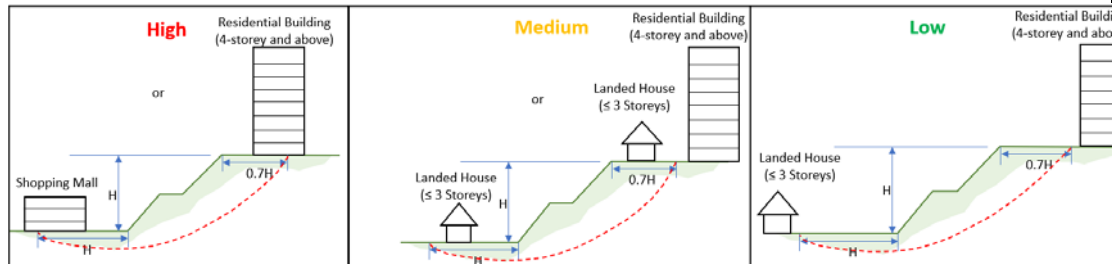 High
Residential Building
(4-storey and above)
or
Shopping Mall
H
0.7H
H
Medium
Residential Building
(4-storey and above)
or
Landed House
(≤ 3 Storeys)
Landed House
(≤ 3 Storeys)
H
0.7H
H
Low
Residential Buildin
(4-storey and abo
Landed House
(≤ 3 Storeys)
H
0.7H
H